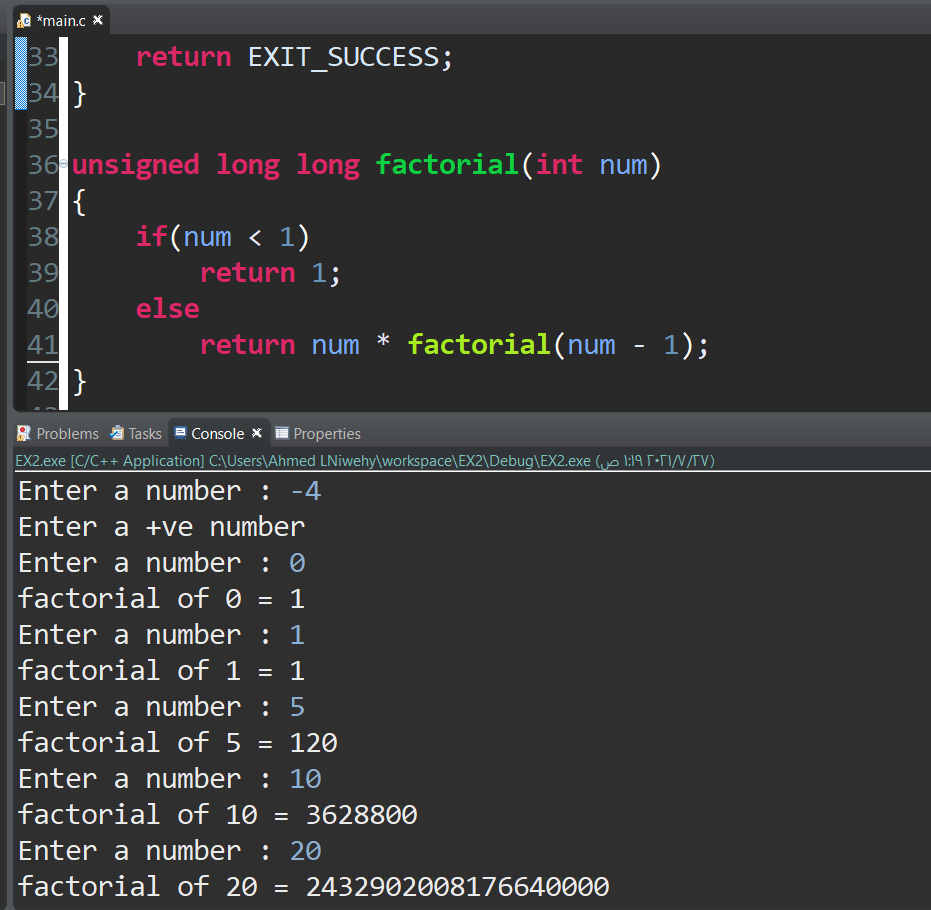 *main.c
33     return EXIT_SUCCESS;
34 }
35
36 unsigned long long factorial(int num)
37 {
38     if(num < 1)
39         return 1;
40     else
41         return num * factorial(num - 1);
42 }
Problems Tasks Console Properties
EX2.exe [C/C++ Application] C:\Users\Ahmed LNiwehy\workspace\EX2\Debug\EX2.exe (٢٧‏/٧‏/٢٠٢١ ١:١٩ ص)
Enter a number : -4
Enter a +ve number
Enter a number : 0
factorial of 0 = 1
Enter a number : 1
factorial of 1 = 1
Enter a number : 5
factorial of 5 = 120
Enter a number : 10
factorial of 10 = 3628800
Enter a number : 20
factorial of 20 = 2432902008176640000